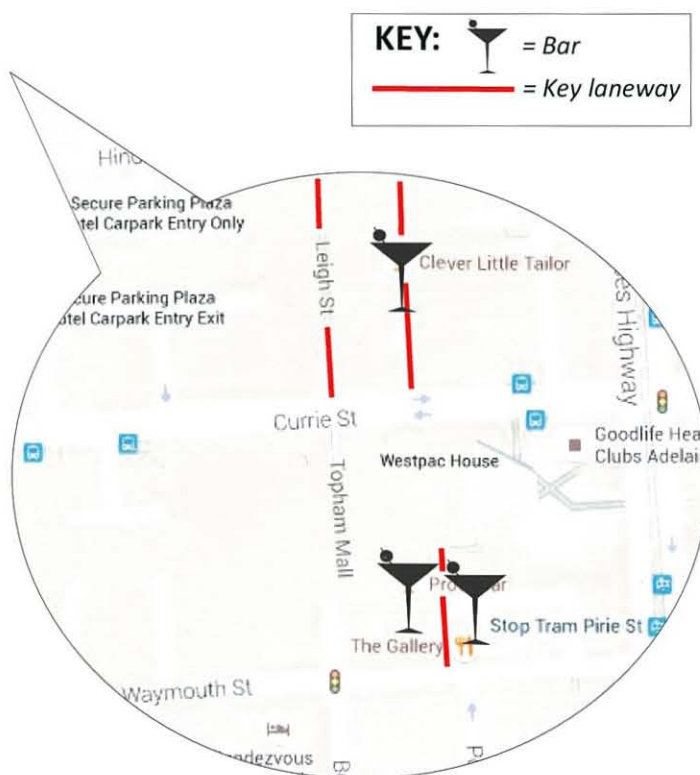 KEY:
= Bar
= Key laneway
Secure Parking Plaza
Carpark Entry Only
Leigh St
Clever Little Tailor
Parking Plaza
Carpark Entry Exit
Highway
Currie St
Goodlife
Clubs
Westpac House
Topham Mall
Stop Tram Pirie St
The Gallery
Waymouth St